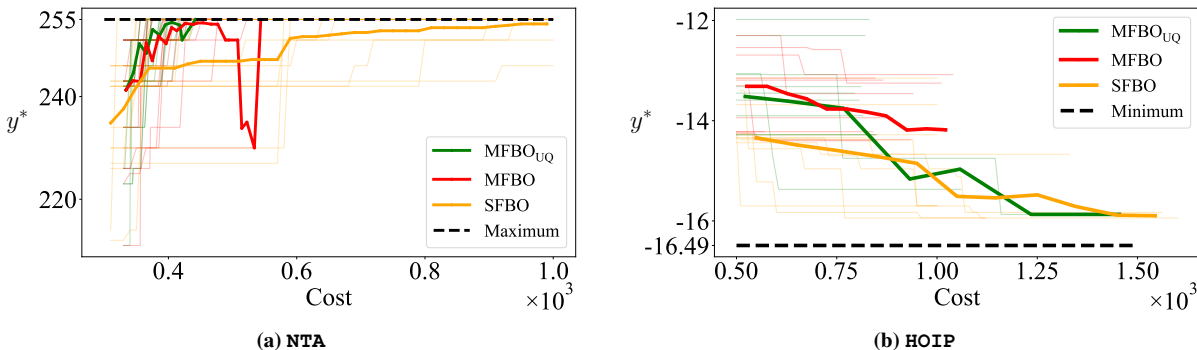 255
240
220
y*
0.4
0.6
0.8
1.0
Cost
×10³
MFBO_UQ
MFBO
SFBO
Maximum
(a) NTA
-12
-14
-16
-16.49
y*
0.50
0.75
1.00
1.25
1.50
Cost
×10³
MFBO_UQ
MFBO
SFBO
Minimum
(b) HOIP